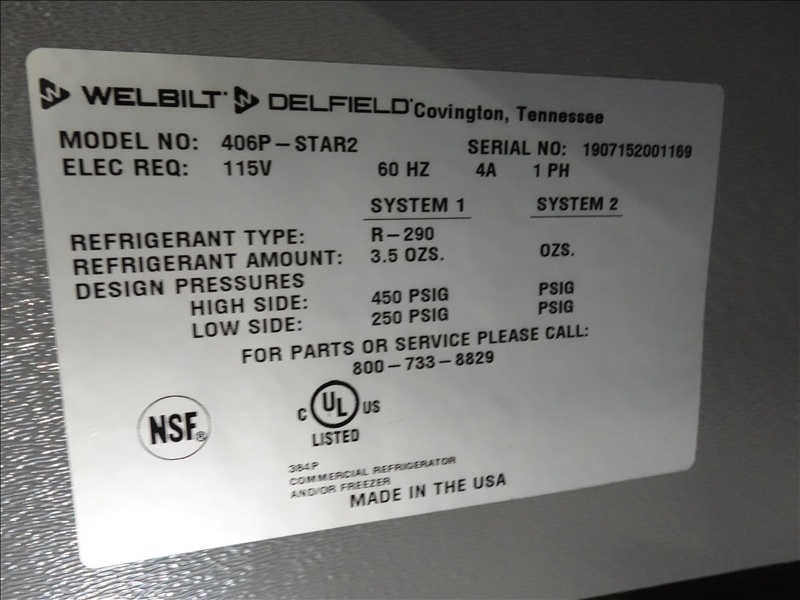 WELBILT DELFIELD Covington, Tennessee
MODEL NO: 406P-STAR2 SERIAL NO: 1907152001169
ELEC REQ: 115V 60 HZ 4A 1 PH
SYSTEM 1 SYSTEM 2
REFRIGERANT TYPE: R-290
REFRIGERANT AMOUNT: 3.5 OZS. OZS.
DESIGN PRESSURES
HIGH SIDE: 450 PSIG PSIG
LOW SIDE: 250 PSIG PSIG
FOR PARTS OR SERVICE PLEASE CALL:
800-733-8829
NSF®
C UL US
LISTED
384P
COMMERCIAL REFRIGERATOR
AND/OR FREEZER
MADE IN THE USA